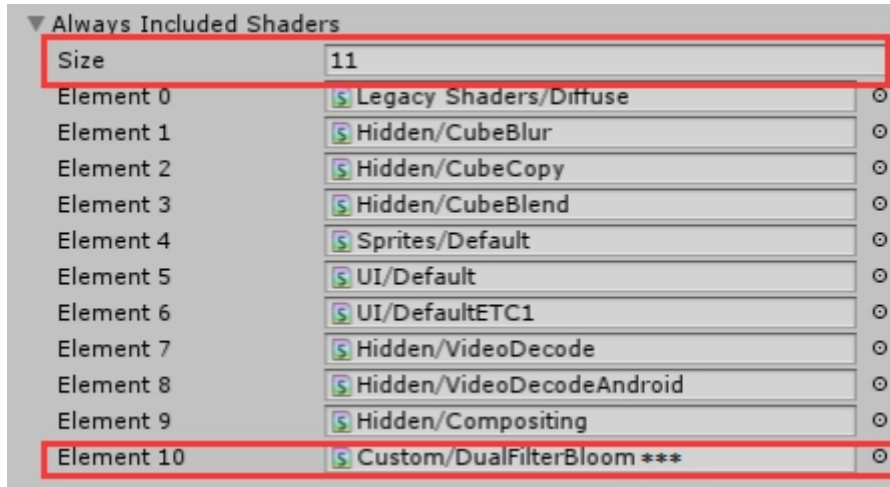 Always Included Shaders
Size 11
Element 0 Legacy Shaders/Diffuse
Element 1 Hidden/CubeBlur
Element 2 Hidden/CubeCopy
Element 3 Hidden/CubeBlend
Element 4 Sprites/Default
Element 5 UI/Default
Element 6 UI/DefaultETC1
Element 7 Hidden/VideoDecode
Element 8 Hidden/VideoDecodeAndroid
Element 9 Hidden/Compositing
Element 10 Custom/DualFilterBloom ***